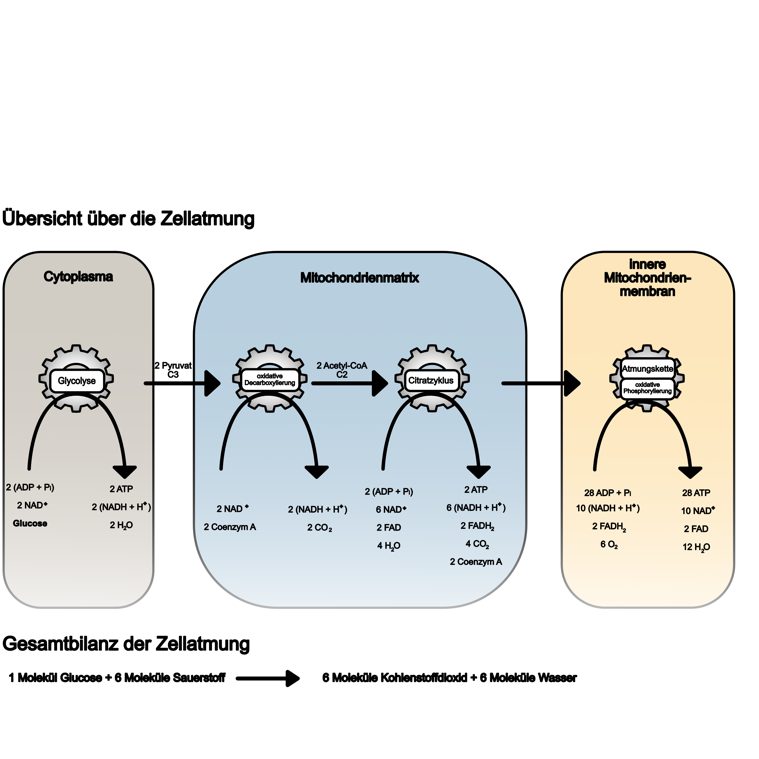 Übersicht über die Zellatmung
Cytoplasma
Glycolyse
2 (ADP + Pi)
2 NAD⁺
Glucose
2 ATP
2 (NADH + H⁺)
2 H₂O
2 Pyruvat
C3
Mitochondrienmatrix
oxidative
Decarboxylierung
2 NAD⁺
2 Coenzym A
2 (NADH + H⁺)
2 CO₂
2 Acetyl-CoA
C2
Citratzyklus
2 (ADP + Pi)
6 NAD⁺
2 FAD
4 H₂O
2 ATP
6 (NADH + H⁺)
2 FADH₂
4 CO₂
2 Coenzym A
Innere
Mitochondrien-
membran
Atmungskette
oxidative
Phosphorylierung
28 ADP + Pi
10 (NADH + H⁺)
2 FADH₂
6 O₂
28 ATP
10 NAD⁺
2 FAD
12 H₂O
Gesamtbilanz der Zellatmung
1 Molekül Glucose + 6 Moleküle Sauerstoff
6 Moleküle Kohlenstoffdioxid + 6 Moleküle Wasser